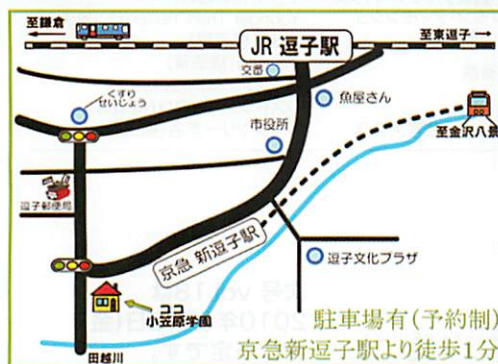 至鎌倉
JR 逗子駅
至東逗子
交番
くすり
せいじょう
魚屋さん
市役所
至金沢八景
逗子郵便局
京急 新逗子駅
逗子文化プラザ
ココ
小笠原学園
田越川
駐車場有(予約制)
京急新逗子駅より徒歩1分